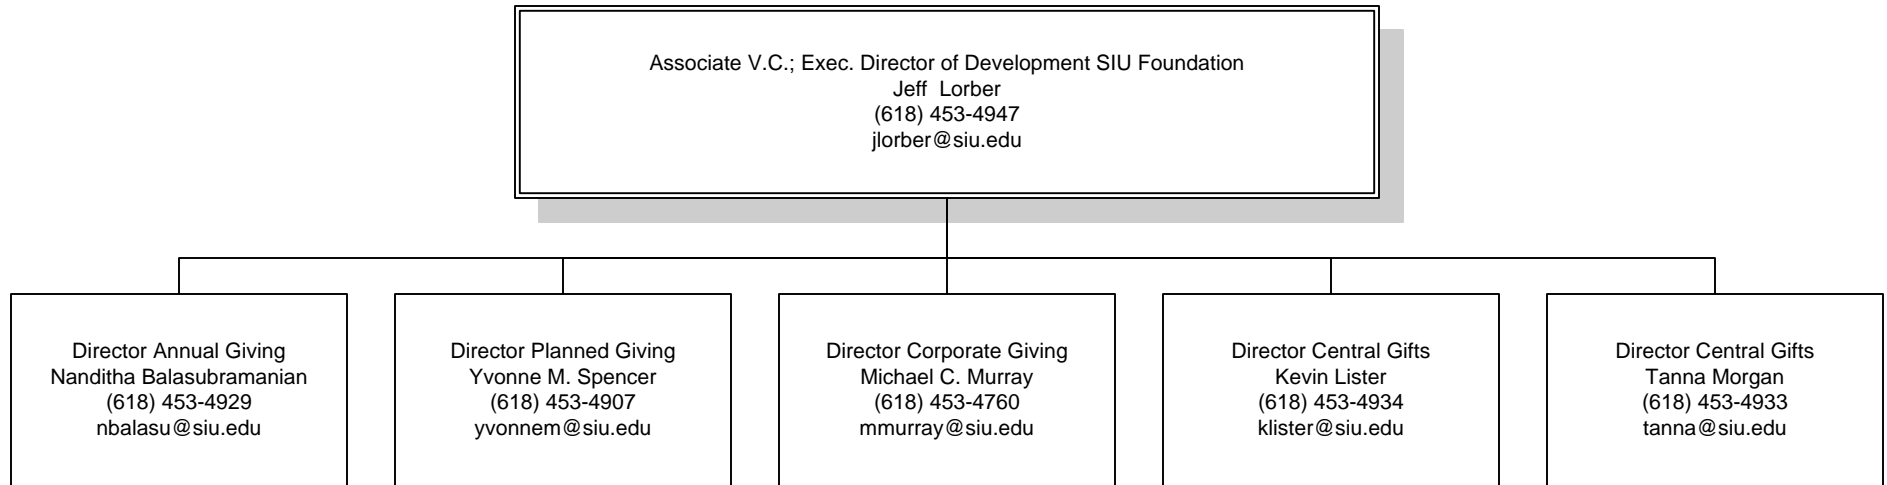 Associate V.C.; Exec. Director of Development SIU Foundation
Jeff  Lorber
(618) 453-4947
jlorber@siu.edu
Director Annual Giving
Nanditha Balasubramanian
(618) 453-4929
nbalasu@siu.edu
Director Planned Giving
Yvonne M. Spencer
(618) 453-4907
yvonnem@siu.edu
Director Corporate Giving
Michael C. Murray
(618) 453-4760
mmurray@siu.edu
Director Central Gifts
Kevin Lister
(618) 453-4934
klister@siu.edu
Director Central Gifts
Tanna Morgan
(618) 453-4933
tanna@siu.edu